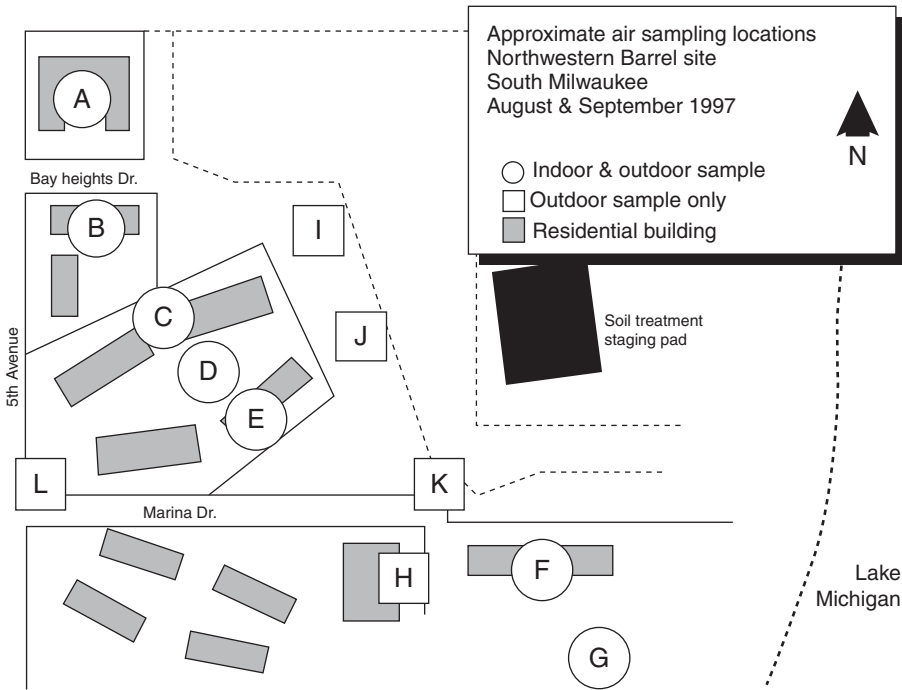 Approximate air sampling locations
Northwestern Barrel site
South Milwaukee
August & September 1997
N
Indoor & outdoor sample
Outdoor sample only
Residential building
A
Bay heights Dr.
B
I
C
J
Soil treatment
staging pad
5th Avenue
D
E
L
K
Marina Dr.
H
F
Lake
Michigan
G